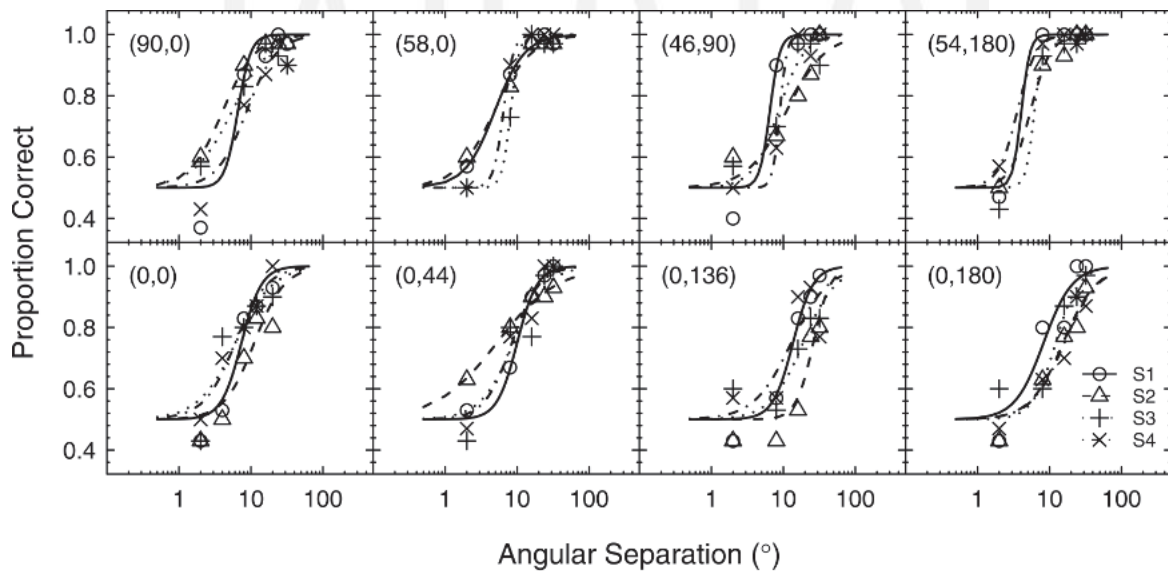 (90,0) (58,0) (46,90) (54,180)
1.0
0.8
0.6
0.4
(0,0) (0,44) (0,136) (0,180)
1.0
0.8
0.6
0.4
S1
S2
S3
S4
1 10 100 1 10 100 1 10 100 1 10 100
Proportion Correct
Angular Separation (°)